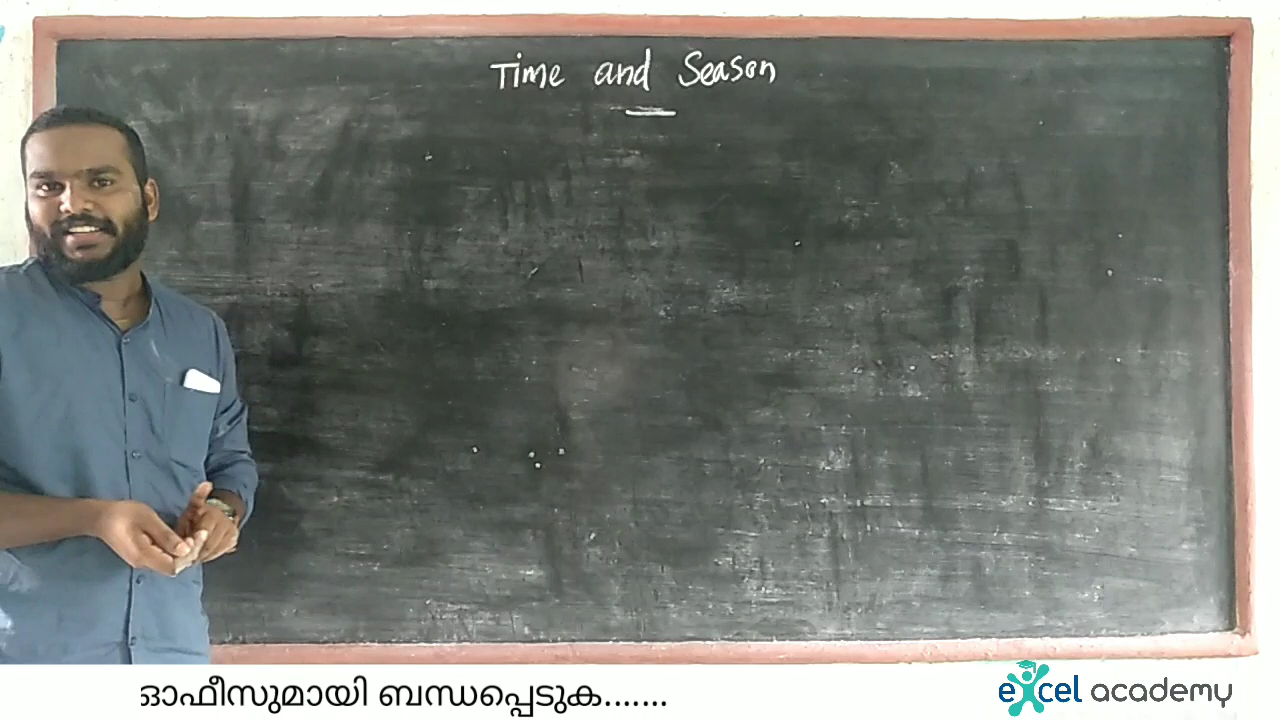 Time and Season
ഓഫീസുമായി ബന്ധപ്പെടുക.......
excel academy